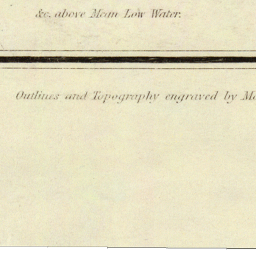 &c. above Mean Low Water.
Outlines and Topography engraved by